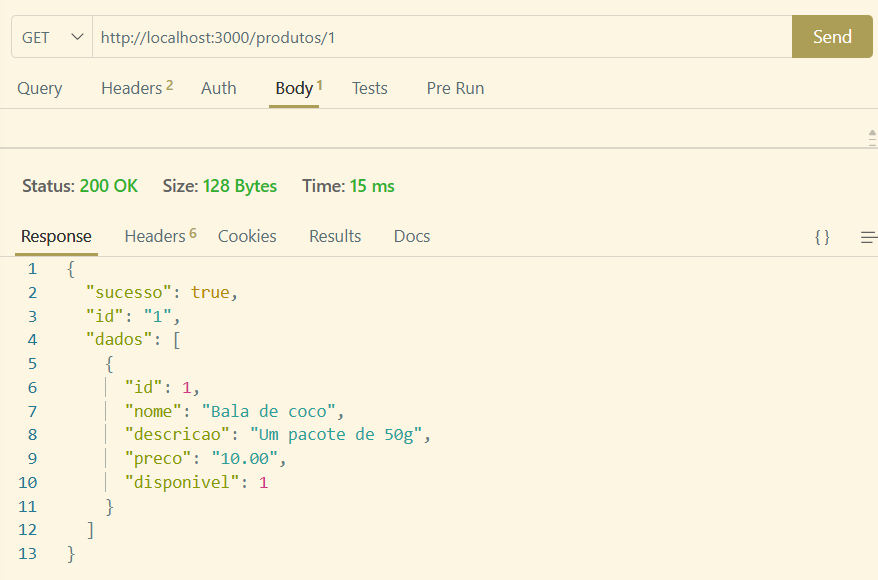 GET http://localhost:3000/produtos/1 Send
Query Headers 2 Auth Body 1 Tests Pre Run
Status: 200 OK Size: 128 Bytes Time: 15 ms
Response Headers 6 Cookies Results Docs { }
1 {
2 "sucesso": true,
3 "id": "1",
4 "dados": [
5 {
6 "id": 1,
7 "nome": "Bala de coco",
8 "descricao": "Um pacote de 50g",
9 "preco": "10.00",
10 "disponivel": 1
11 }
12 ]
13 }